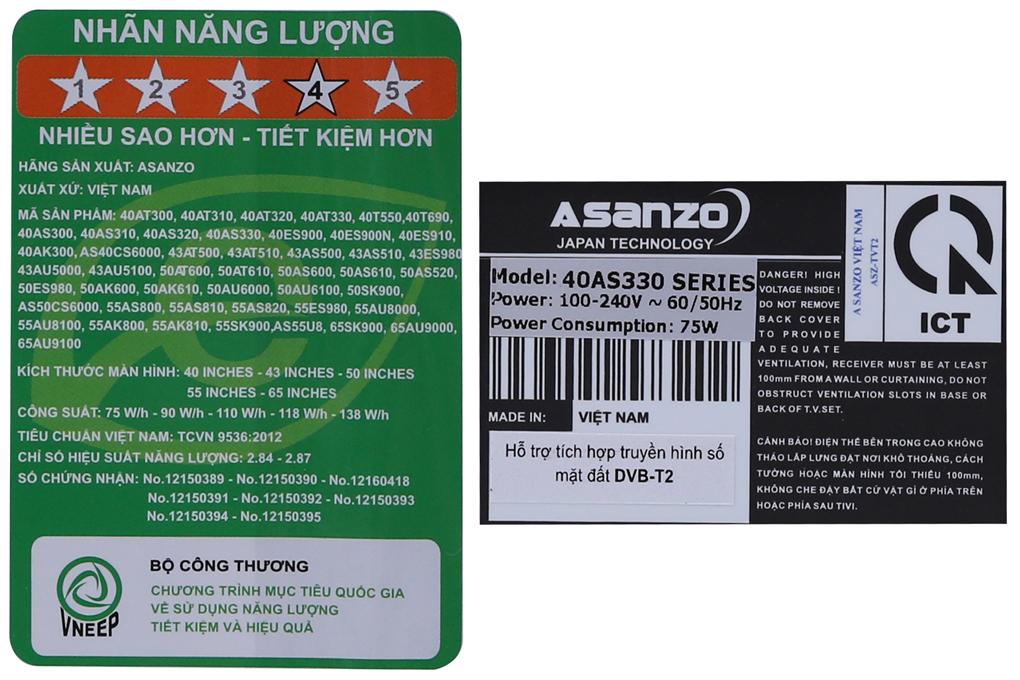 NHÃN NĂNG LƯỢNG
1 2 3 4 5
NHIỀU SAO HƠN - TIẾT KIỆM HƠN
HÃNG SẢN XUẤT: ASANZO
XUẤT XỨ: VIỆT NAM
MÃ SẢN PHẨM: 40AT300, 40AT310, 40AT320, 40AT330, 40T550,40T690,
40AS300, 40AS310, 40AS320, 40AS330, 40ES900, 40ES900N, 40ES910,
40AK300, AS40CS6000, 43AT500, 43AT510, 43AS500, 43AS510, 43ES980
43AU5000, 43AU5100, 50AT600, 50AT610, 50AS600, 50AS610, 50AS520,
50ES980, 50AK600, 50AK610, 50AU6000, 50AU6100, 50SK900,
AS50CS6000, 55AS800, 55AS810, 55AS820, 55ES980, 55AU8000,
55AU8100, 55AK800, 55AK810, 55SK900,AS55U8, 65SK900, 65AU9000,
65AU9100
KÍCH THƯỚC MÀN HÌNH: 40 INCHES - 43 INCHES - 50 INCHES
55 INCHES - 65 INCHES
CÔNG SUẤT: 75 W/h - 90 W/h - 110 W/h - 118 W/h - 138 W/h
TIÊU CHUẨN VIỆT NAM: TCVN 9536:2012
CHỈ SỐ HIỆU SUẤT NĂNG LƯỢNG: 2.84 - 2.87
SỐ CHỨNG NHẬN: No.12150389 - No.12150390 - No.12160418
No.12150391 - No.12150392 - No.12150393
No.12150394 - No.12150395
VNEEP
BỘ CÔNG THƯƠNG
CHƯƠNG TRÌNH MỤC TIÊU QUỐC GIA
VỀ SỬ DỤNG NĂNG LƯỢNG
TIẾT KIỆM VÀ HIỆU QUẢ
Asanzo
JAPAN TECHNOLOGY
Model: 40AS330 SERIES
Power: 100-240V ~ 60/50Hz
Power Consumption: 75W
MADE IN: VIỆT NAM
Hỗ trợ tích hợp truyền hình số
mặt đất DVB-T2
DANGER! HIGH
VOLTAGE INSIDE !
DO NOT REMOVE
BACK COVER
TO PROVIDE
ADEQUATE
VENTILATION, RECEIVER MUST BE AT LEAST
100mm FROM A WALL OR CURTAINING, DO NOT
OBSTRUCT VENTILATION SLOTS IN BASE OR
BACK OF T.V.SET.
CẢNH BÁO! ĐIỆN THẾ BÊN TRONG CAO KHÔNG
THÁO LẮP LƯNG ĐẶT NƠI KHÔ THOÁNG, CÁCH
TƯỜNG HOẶC MÀN HÌNH TỐI THIỂU 100mm,
KHÔNG CHE ĐẬY BẤT CỨ VẬT GÌ Ở PHÍA TRÊN
HOẶC PHÍA SAU TIVI.
ASANZO VIỆT NAM
ASZ-TVT2
ICT